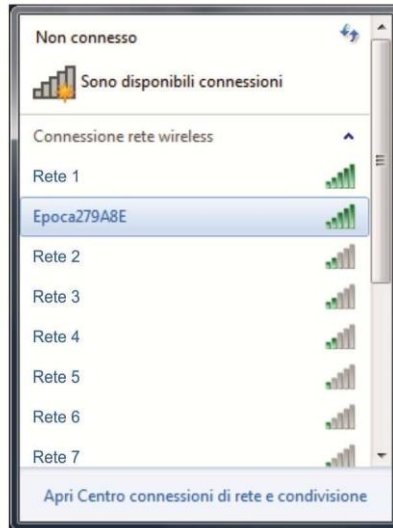 Non connesso
Sono disponibili connessioni
Connessione rete wireless
Rete 1
Epoca279A8E
Rete 2
Rete 3
Rete 4
Rete 5
Rete 6
Rete 7
Apri Centro connessioni di rete e condivisione